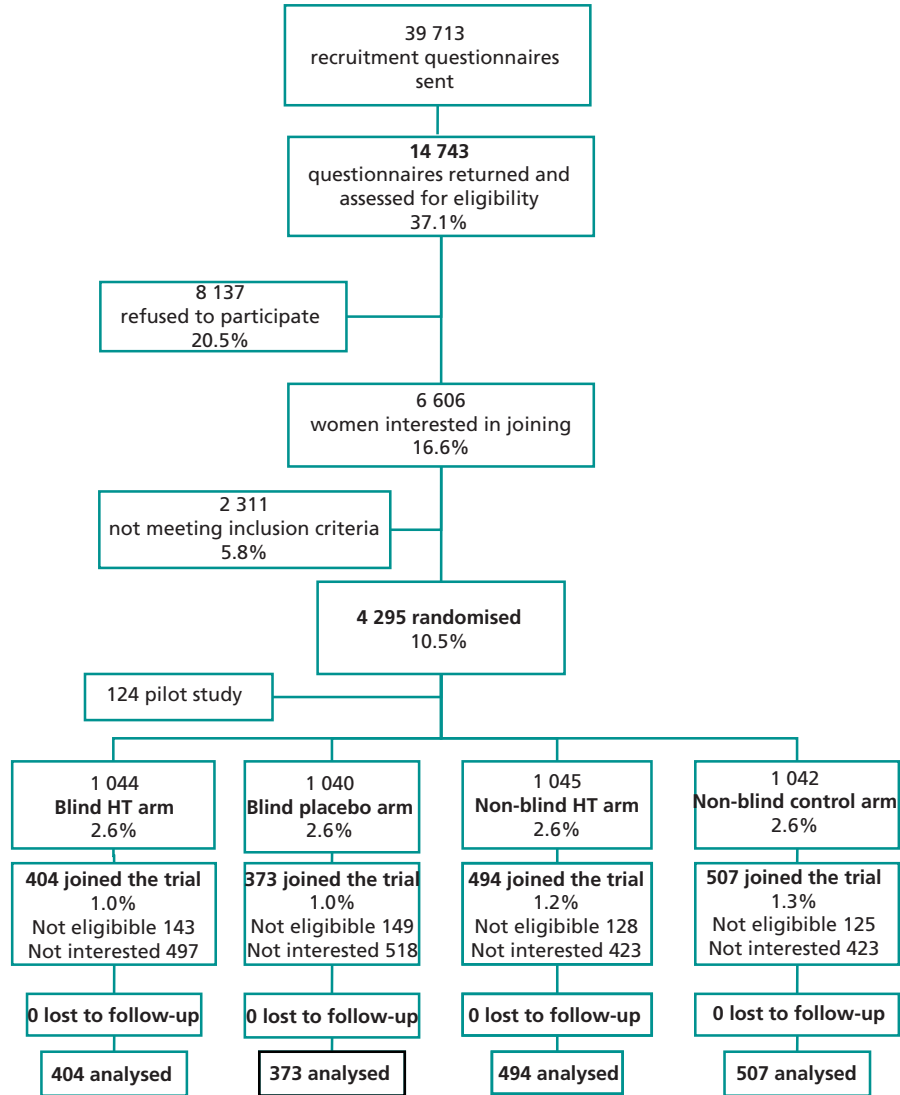 39 713
recruitment questionnaires
sent
14 743
questionnaires returned and
assessed for eligibility
37.1%
8 137
refused to participate
20.5%
6 606
women interested in joining
16.6%
2 311
not meeting inclusion criteria
5.8%
4 295 randomised
10.5%
124 pilot study
1 044
Blind HT arm
2.6%
1 040
Blind placebo arm
2.6%
1 045
Non-blind HT arm
2.6%
1 042
Non-blind control arm
2.6%
404 joined the trial
1.0%
Not eligibible 143
Not interested 497
373 joined the trial
1.0%
Not eligibible 149
Not interested 518
494 joined the trial
1.2%
Not eligibible 128
Not interested 423
507 joined the trial
1.3%
Not eligibible 125
Not interested 423
0 lost to follow-up
0 lost to follow-up
0 lost to follow-up
0 lost to follow-up
404 analysed
373 analysed
494 analysed
507 analysed